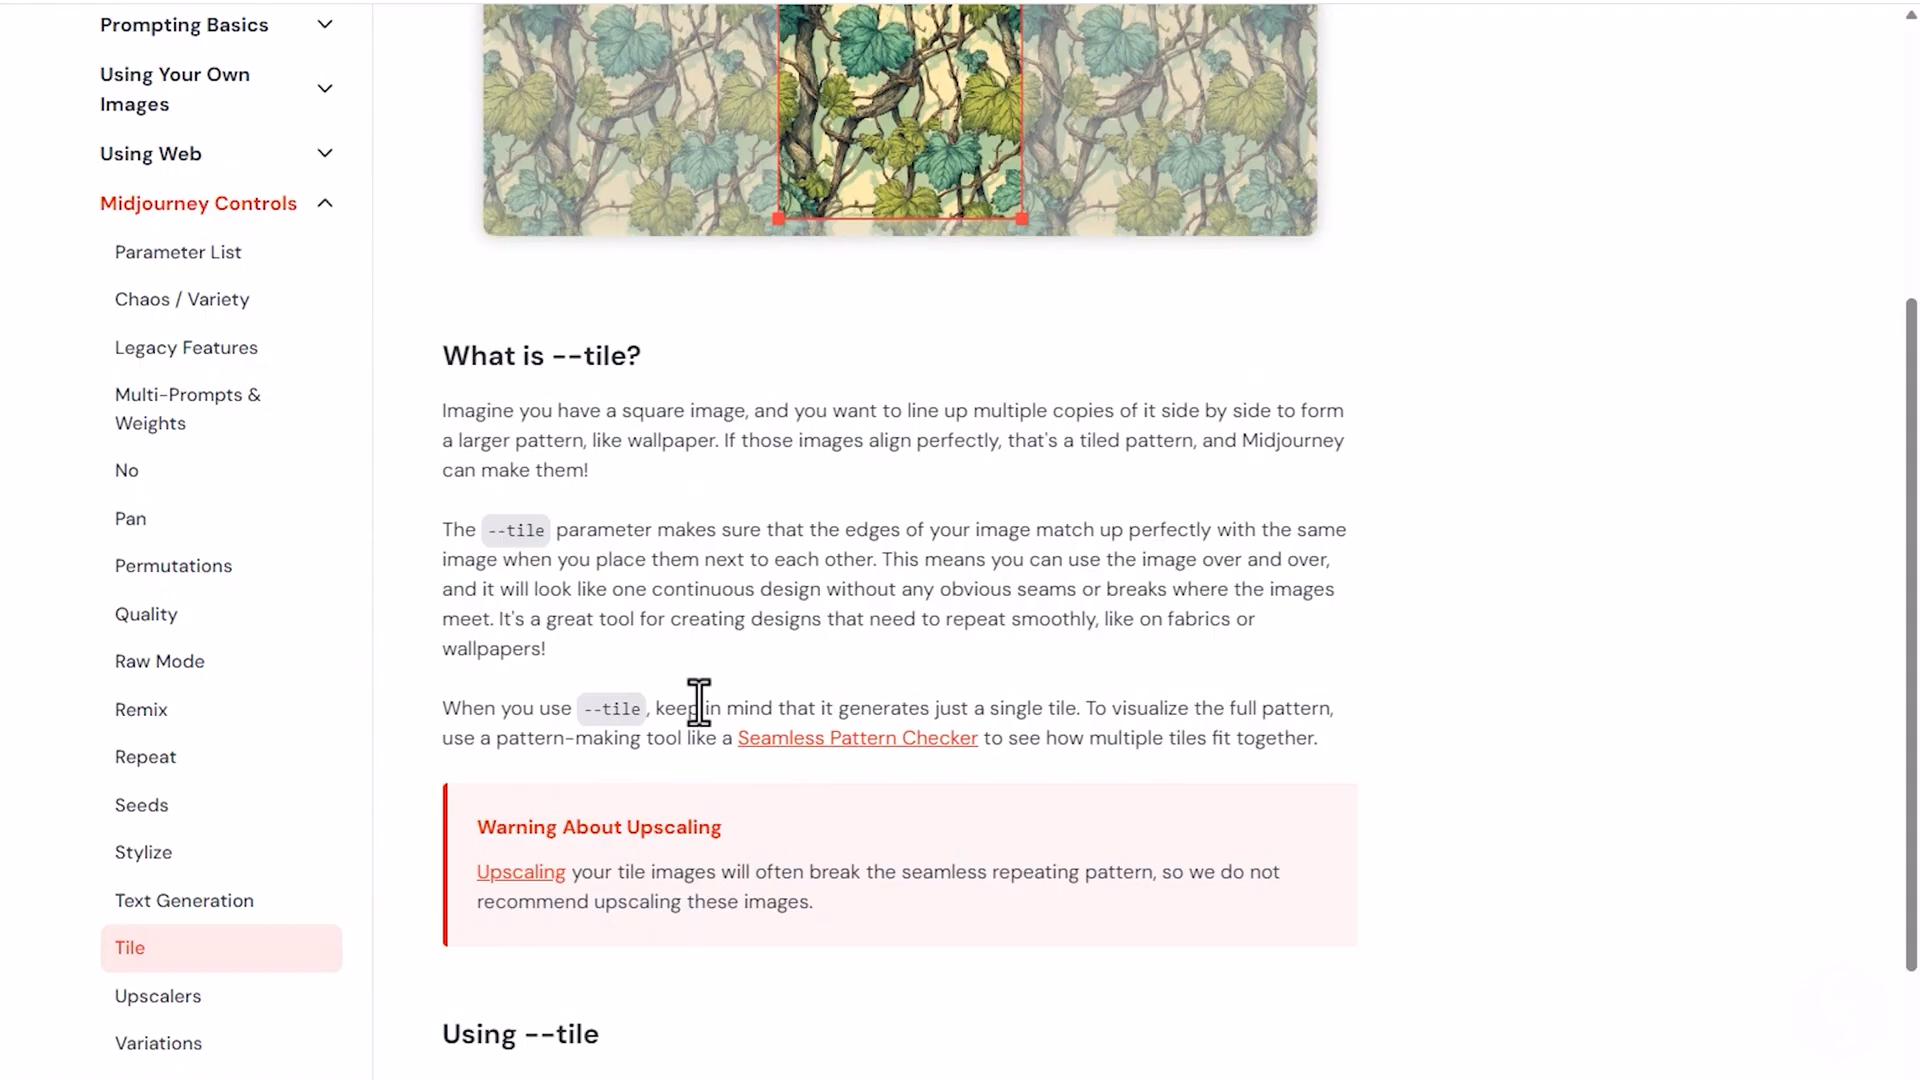 Prompting Basics
Using Your Own
Images
Using Web
Midjourney Controls
Parameter List
Chaos / Variety
Legacy Features
Multi-Prompts &
Weights
No
Pan
Permutations
Quality
Raw Mode
Remix
Repeat
Seeds
Stylize
Text Generation
Tile
Upscalers
Variations
What is --tile?
Imagine you have a square image, and you want to line up multiple copies of it side by side to form
a larger pattern, like wallpaper. If those images align perfectly, that's a tiled pattern, and Midjourney
can make them!
The --tile parameter makes sure that the edges of your image match up perfectly with the same
image when you place them next to each other. This means you can use the image over and over,
and it will look like one continuous design without any obvious seams or breaks where the images
meet. It's a great tool for creating designs that need to repeat smoothly, like on fabrics or
wallpapers!
When you use --tile, keep in mind that it generates just a single tile. To visualize the full pattern,
use a pattern-making tool like a Seamless Pattern Checker to see how multiple tiles fit together.
Warning About Upscaling
Upscaling your tile images will often break the seamless repeating pattern, so we do not
recommend upscaling these images.
Using --tile